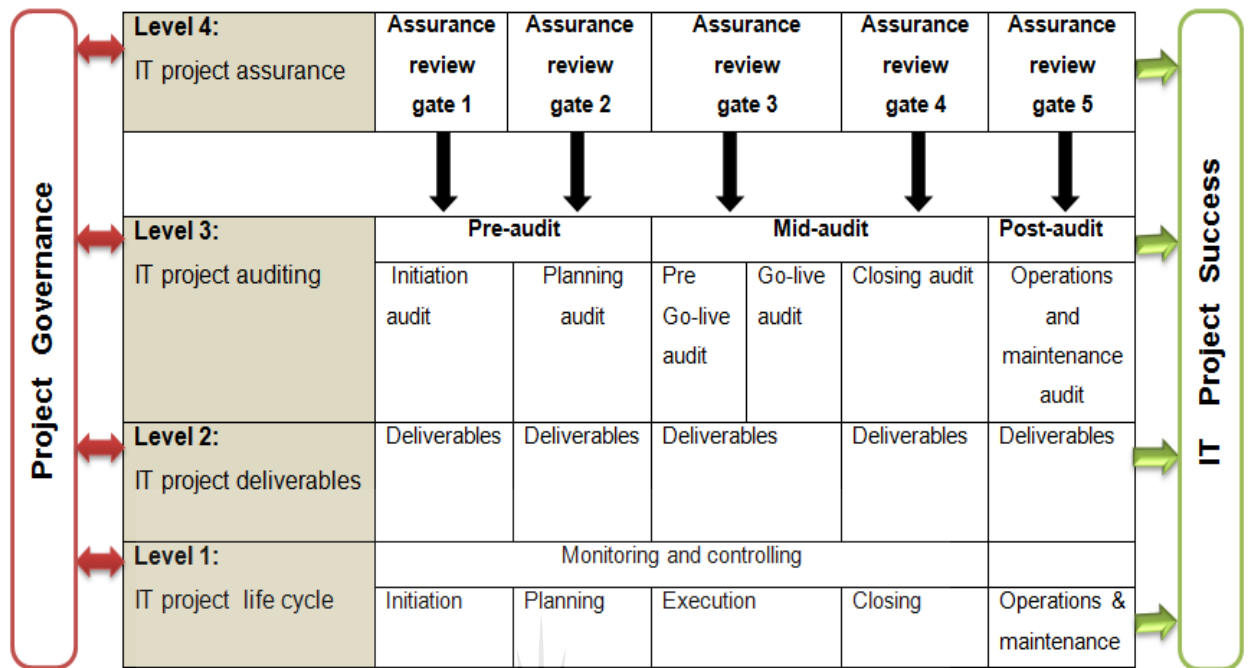 Project Governance
Level 4:
IT project assurance
Assurance
review
gate 1
Assurance
review
gate 2
Assurance
review
gate 3
Assurance
review
gate 4
Assurance
review
gate 5
Level 3:
IT project auditing
Pre-audit
Mid-audit
Post-audit
Initiation
audit
Planning
audit
Pre
Go-live
audit
Go-live
audit
Closing audit
Operations
and
maintenance
audit
Level 2:
IT project deliverables
Deliverables
Deliverables
Deliverables
Deliverables
Deliverables
Level 1:
IT project life cycle
Monitoring and controlling
Initiation
Planning
Execution
Closing
Operations &
maintenance
IT Project Success